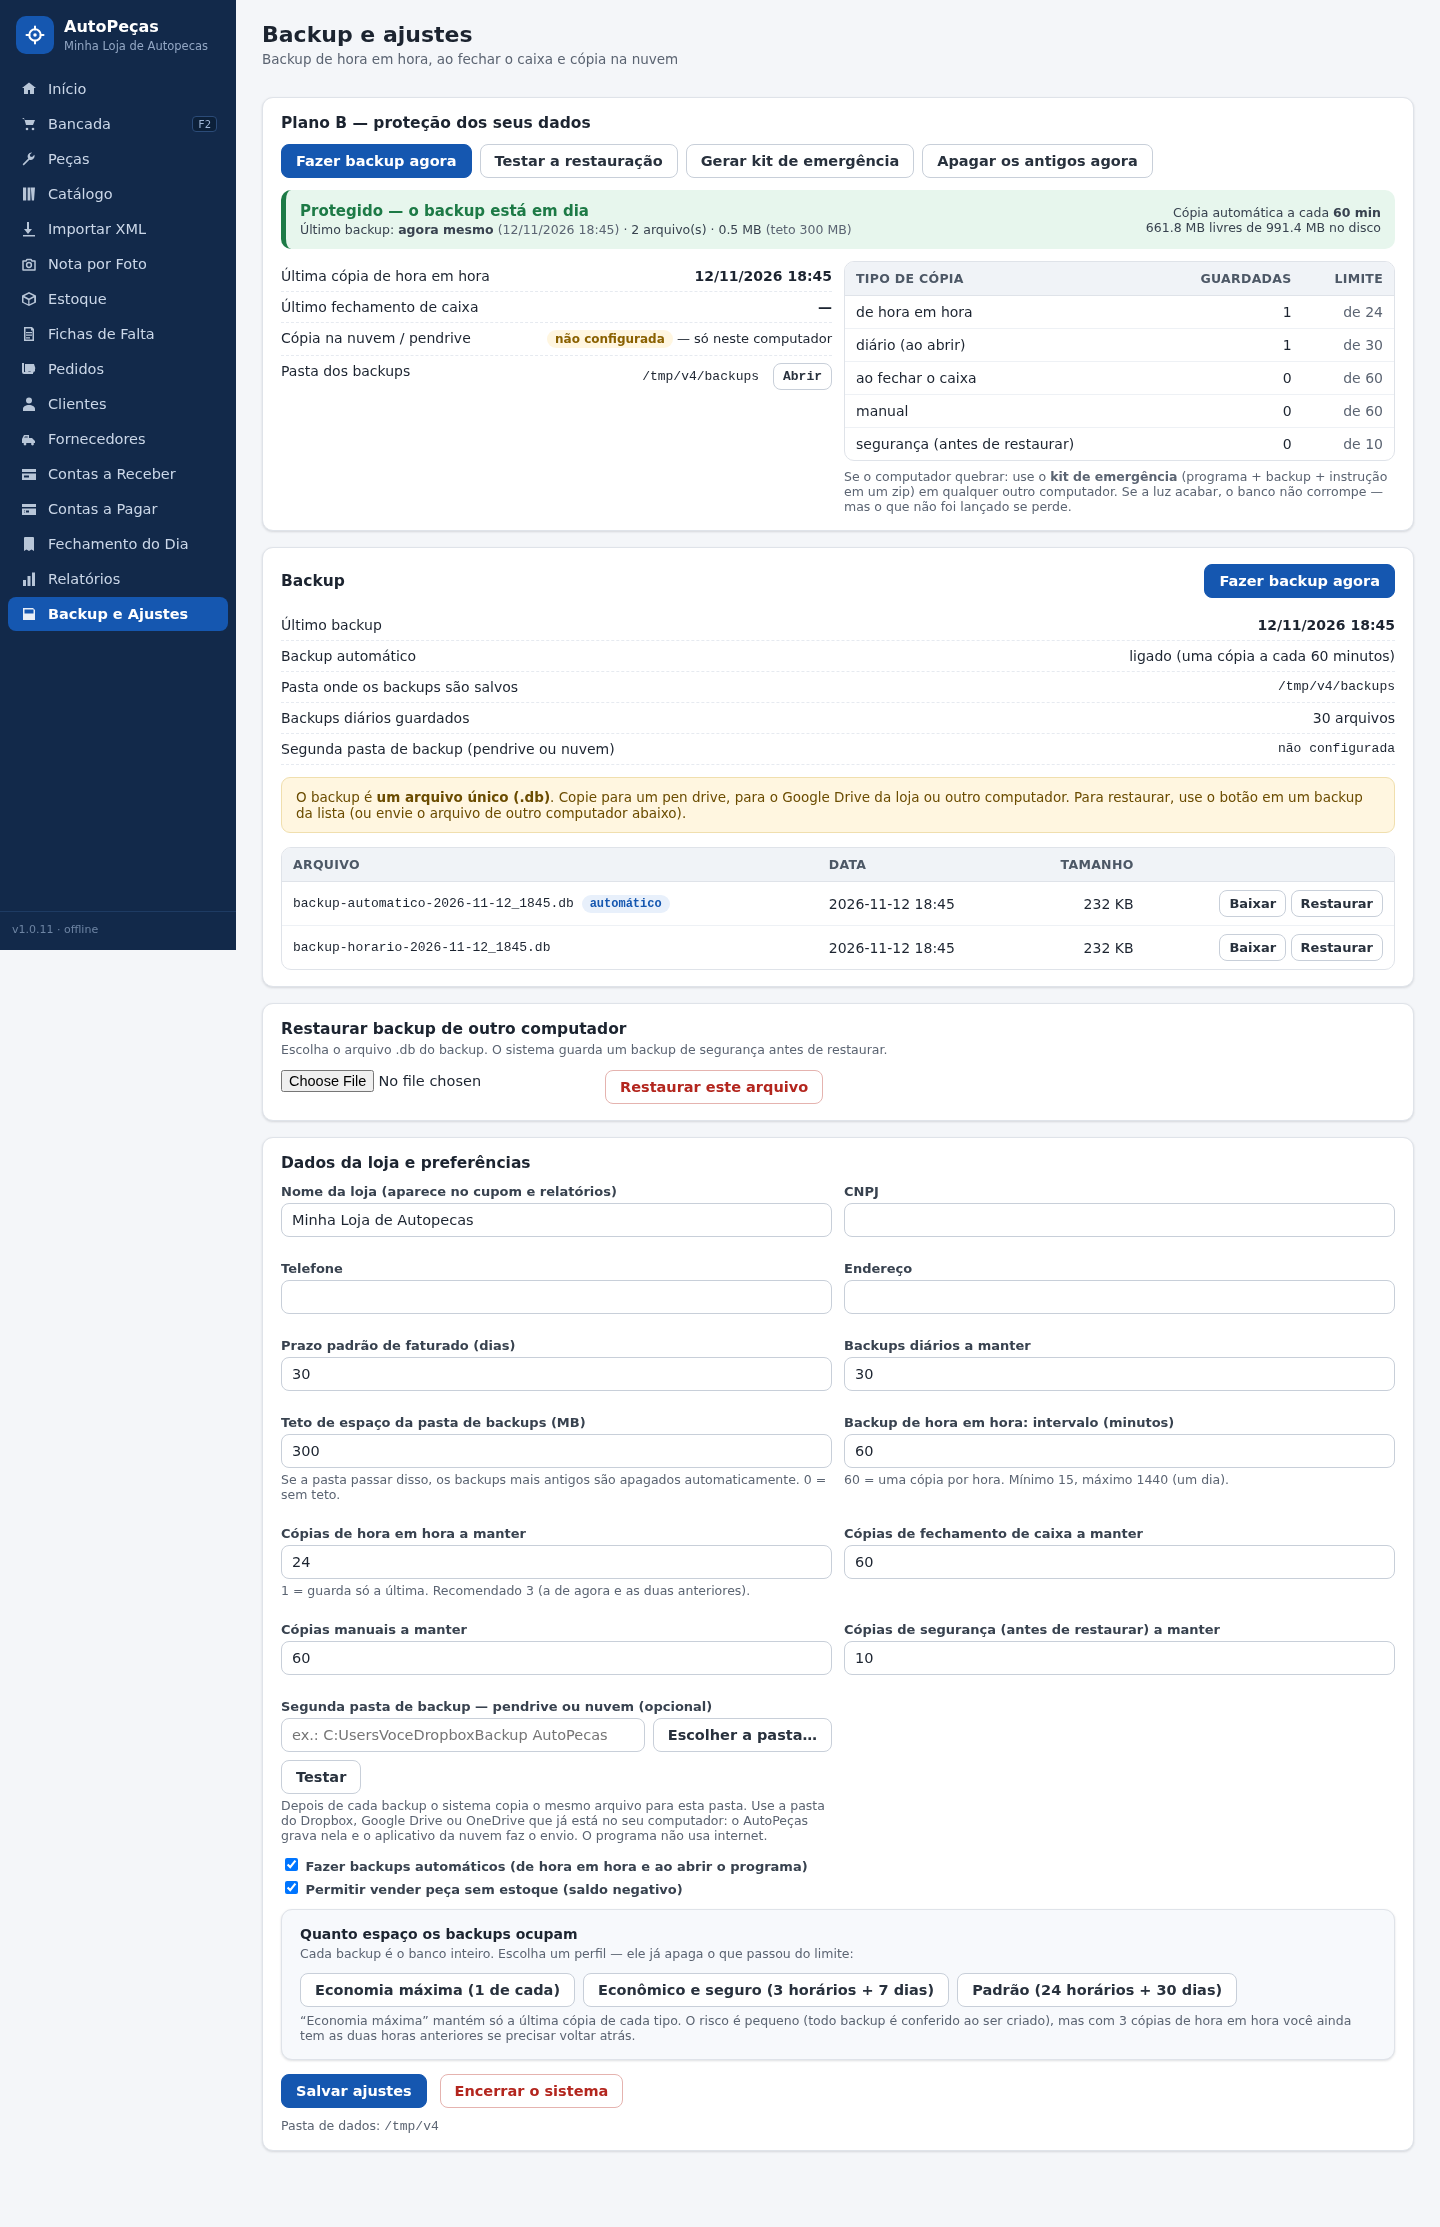 AutoPeças
Minha Loja de Autopecas
Início
Bancada F2
Peças
Catálogo
Importar XML
Nota por Foto
Estoque
Fichas de Falta
Pedidos
Clientes
Fornecedores
Contas a Receber
Contas a Pagar
Fechamento do Dia
Relatórios
Backup e Ajustes
v1.0.11 · offline
Backup e ajustes
Backup de hora em hora, ao fechar o caixa e cópia na nuvem
Plano B — proteção dos seus dados
Fazer backup agora Testar a restauração Gerar kit de emergência Apagar os antigos agora
Protegido — o backup está em dia
Último backup: agora mesmo (12/11/2026 18:45) · 2 arquivo(s) · 0.5 MB (teto 300 MB)
Cópia automática a cada 60 min
661.8 MB livres de 991.4 MB no disco
Última cópia de hora em hora 12/11/2026 18:45
Último fechamento de caixa —
Cópia na nuvem / pendrive não configurada — só neste computador
Pasta dos backups /tmp/v4/backups Abrir
TIPO DE CÓPIA GUARDADAS LIMITE
de hora em hora 1 de 24
diário (ao abrir) 1 de 30
ao fechar o caixa 0 de 60
manual 0 de 60
segurança (antes de restaurar) 0 de 10
Se o computador quebrar: use o kit de emergência (programa + backup + instrução
em um zip) em qualquer outro computador. Se a luz acabar, o banco não corrompe —
mas o que não foi lançado se perde.
Backup Fazer backup agora
Último backup 12/11/2026 18:45
Backup automático ligado (uma cópia a cada 60 minutos)
Pasta onde os backups são salvos /tmp/v4/backups
Backups diários guardados 30 arquivos
Segunda pasta de backup (pendrive ou nuvem) não configurada
O backup é um arquivo único (.db). Copie para um pen drive, para o Google Drive da loja ou outro computador. Para restaurar, use o botão em um backup
da lista (ou envie o arquivo de outro computador abaixo).
ARQUIVO DATA TAMANHO
backup-automatico-2026-11-12_1845.db automático 2026-11-12 18:45 232 KB Baixar Restaurar
backup-horario-2026-11-12_1845.db 2026-11-12 18:45 232 KB Baixar Restaurar
Restaurar backup de outro computador
Escolha o arquivo .db do backup. O sistema guarda um backup de segurança antes de restaurar.
Choose File No file chosen Restaurar este arquivo
Dados da loja e preferências
Nome da loja (aparece no cupom e relatórios) CNPJ
Minha Loja de Autopecas
Telefone Endereço
Prazo padrão de faturado (dias) Backups diários a manter
30 30
Teto de espaço da pasta de backups (MB) Backup de hora em hora: intervalo (minutos)
300 60
Se a pasta passar disso, os backups mais antigos são apagados automaticamente. 0 =
sem teto.
60 = uma cópia por hora. Mínimo 15, máximo 1440 (um dia).
Cópias de hora em hora a manter Cópias de fechamento de caixa a manter
24 60
1 = guarda só a última. Recomendado 3 (a de agora e as duas anteriores).
Cópias manuais a manter Cópias de segurança (antes de restaurar) a manter
60 10
Segunda pasta de backup — pendrive ou nuvem (opcional)
ex.: C:UsersVoceDropboxBackup AutoPecas Escolher a pasta…
Testar
Depois de cada backup o sistema copia o mesmo arquivo para esta pasta. Use a pasta
do Dropbox, Google Drive ou OneDrive que já está no seu computador: o AutoPeças
grava nela e o aplicativo da nuvem faz o envio. O programa não usa internet.
Fazer backups automáticos (de hora em hora e ao abrir o programa)
Permitir vender peça sem estoque (saldo negativo)
Quanto espaço os backups ocupam
Cada backup é o banco inteiro. Escolha um perfil — ele já apaga o que passou do limite:
Economia máxima (1 de cada) Econômico e seguro (3 horários + 7 dias) Padrão (24 horários + 30 dias)
“Economia máxima” mantém só a última cópia de cada tipo. O risco é pequeno (todo backup é conferido ao ser criado), mas com 3 cópias de hora em hora você ainda
tem as duas horas anteriores se precisar voltar atrás.
Salvar ajustes Encerrar o sistema
Pasta de dados: /tmp/v4